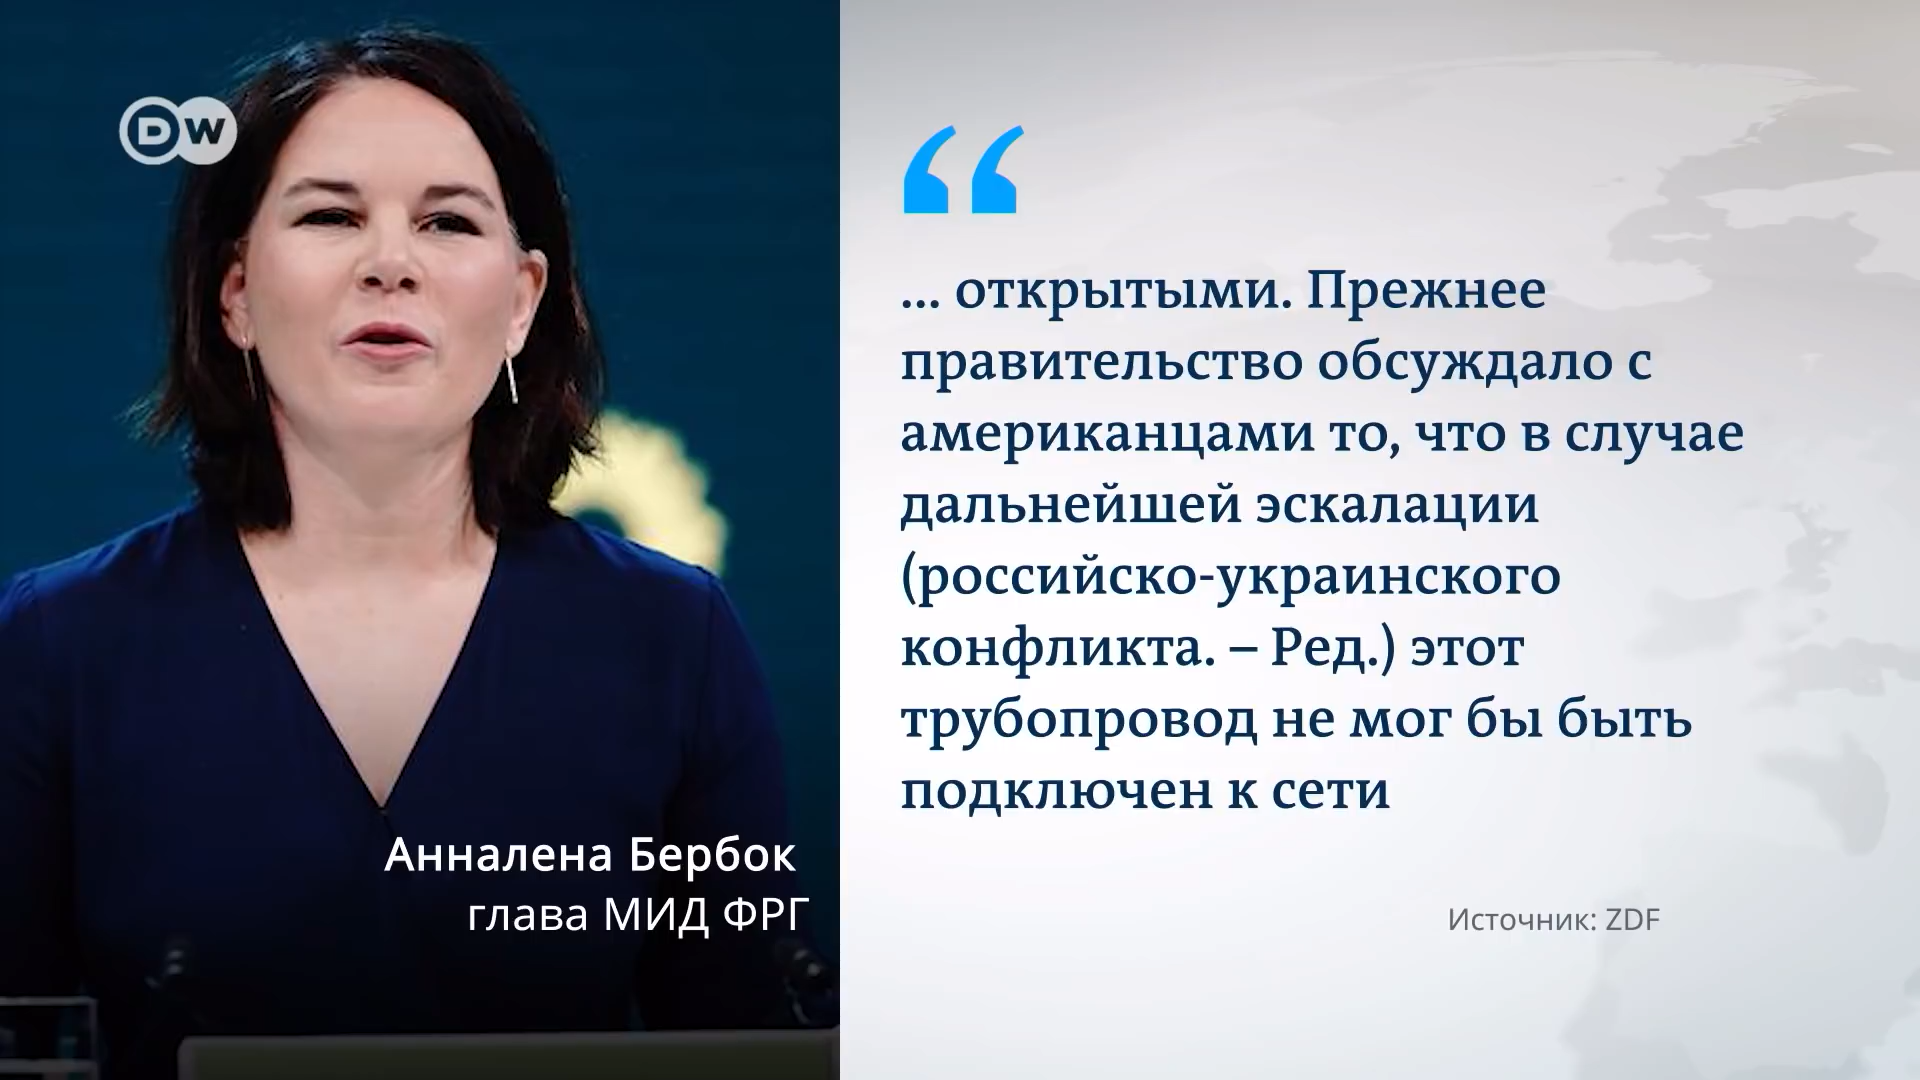 DW
... открытыми. Прежнее
правительство обсуждало с
американцами то, что в случае
дальнейшей эскалации
(российско-украинского
конфликта. – Ред.) этот
трубопровод не мог бы быть
подключен к сети
Анналена Бербок
глава МИД ФРГ
Источник: ZDF